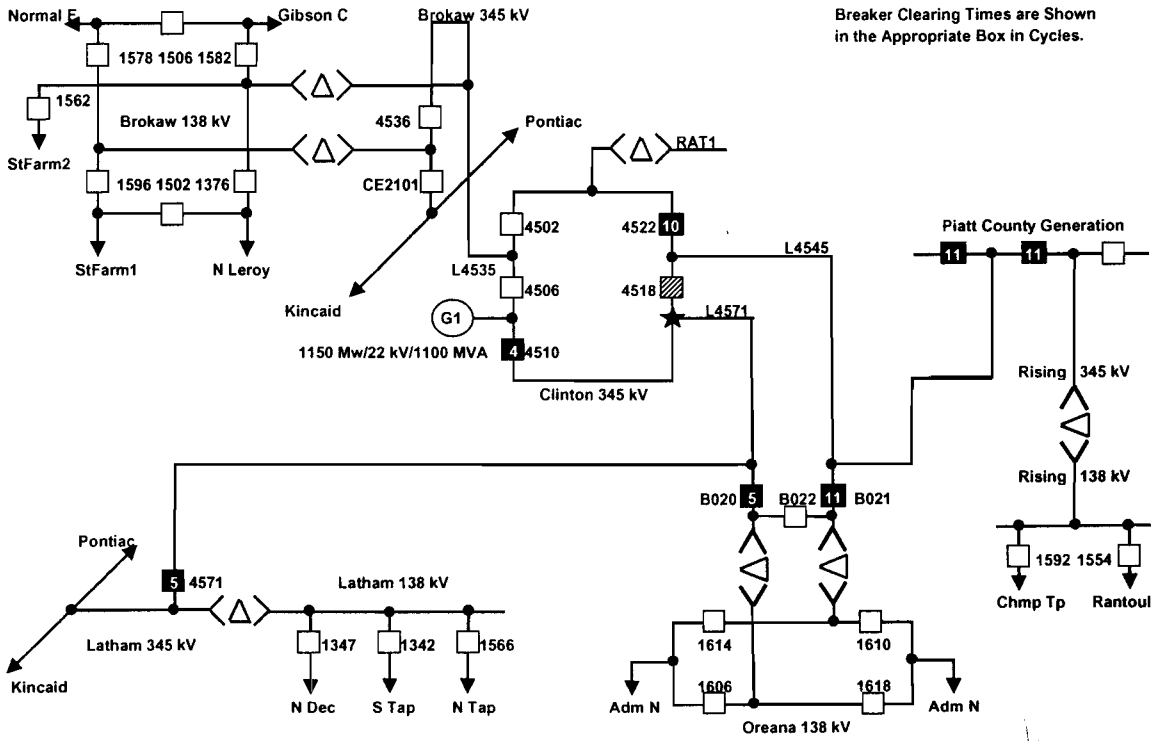 Normal E
Gibson C
Brokaw 345 kV
Breaker Clearing Times are Shown
in the Appropriate Box in Cycles.
1578 1506 1582
1562
Brokaw 138 kV
4536
Pontiac
RAT1
StFarm2
CE2101
1596 1502 1376
4502
4522 10
Piatt County Generation
11
11
StFarm1
N Leroy
L4535
L4545
4506
4518
L4571
Kincaid
G1
1150 Mw/22 kV/1100 MVA
4 4510
Clinton 345 kV
Rising 345 kV
Rising 138 kV
B020 5
B022
11 B021
Pontiac
5 4571
Latham 138 kV
1592 1554
Chmp Tp
Rantoul
Latham 345 kV
1347
1342
1566
1614
1610
Kincaid
1606
1618
N Dec
S Tap
N Tap
Adm N
Adm N
Oreana 138 kV